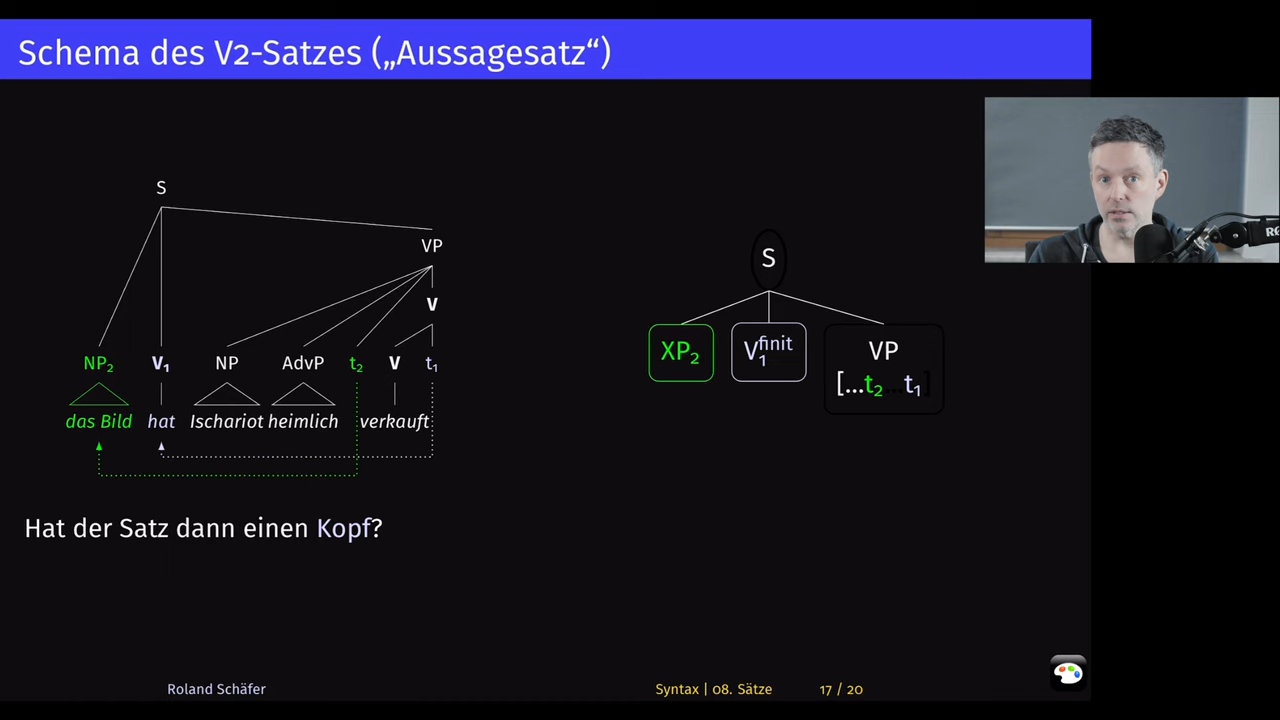 Schema des V2-Satzes („Aussagesatz“)
S
VP
V
NP₂ V₁ NP AdvP t₂ V t₁
das Bild hat Ischariot heimlich verkauft
S
XP₂ V₁ᶠⁱⁿⁱᵗ VP
[...t₂...t₁]
Hat der Satz dann einen Kopf?
Roland Schäfer Syntax | 08. Sätze 17 / 20